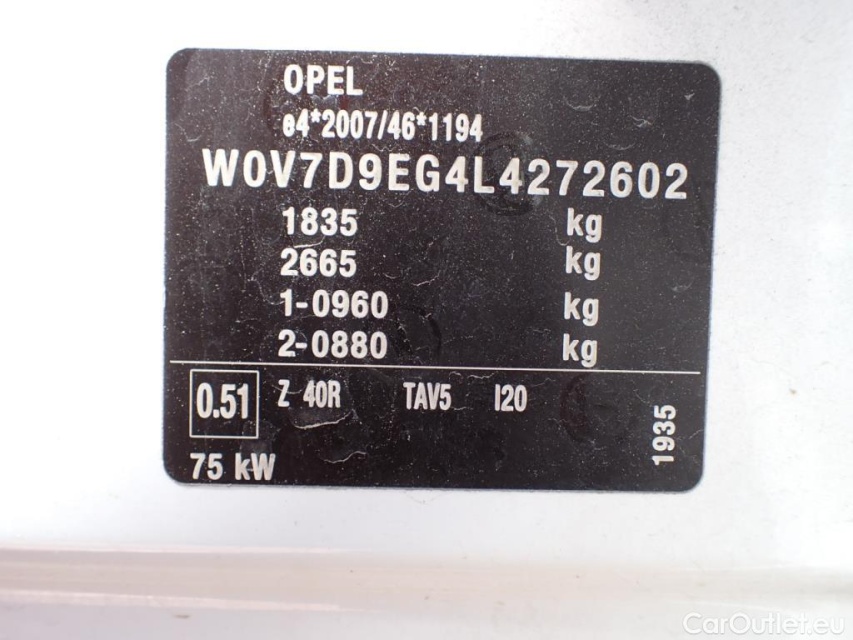 OPEL
e4*2007/46*1194
W0V7D9EG4L4272602
1835 kg
2665 kg
1-0960 kg
2-0880 kg
0.51 Z 40R TAV5 I20
75 kW
1935
CarOutlet.eu